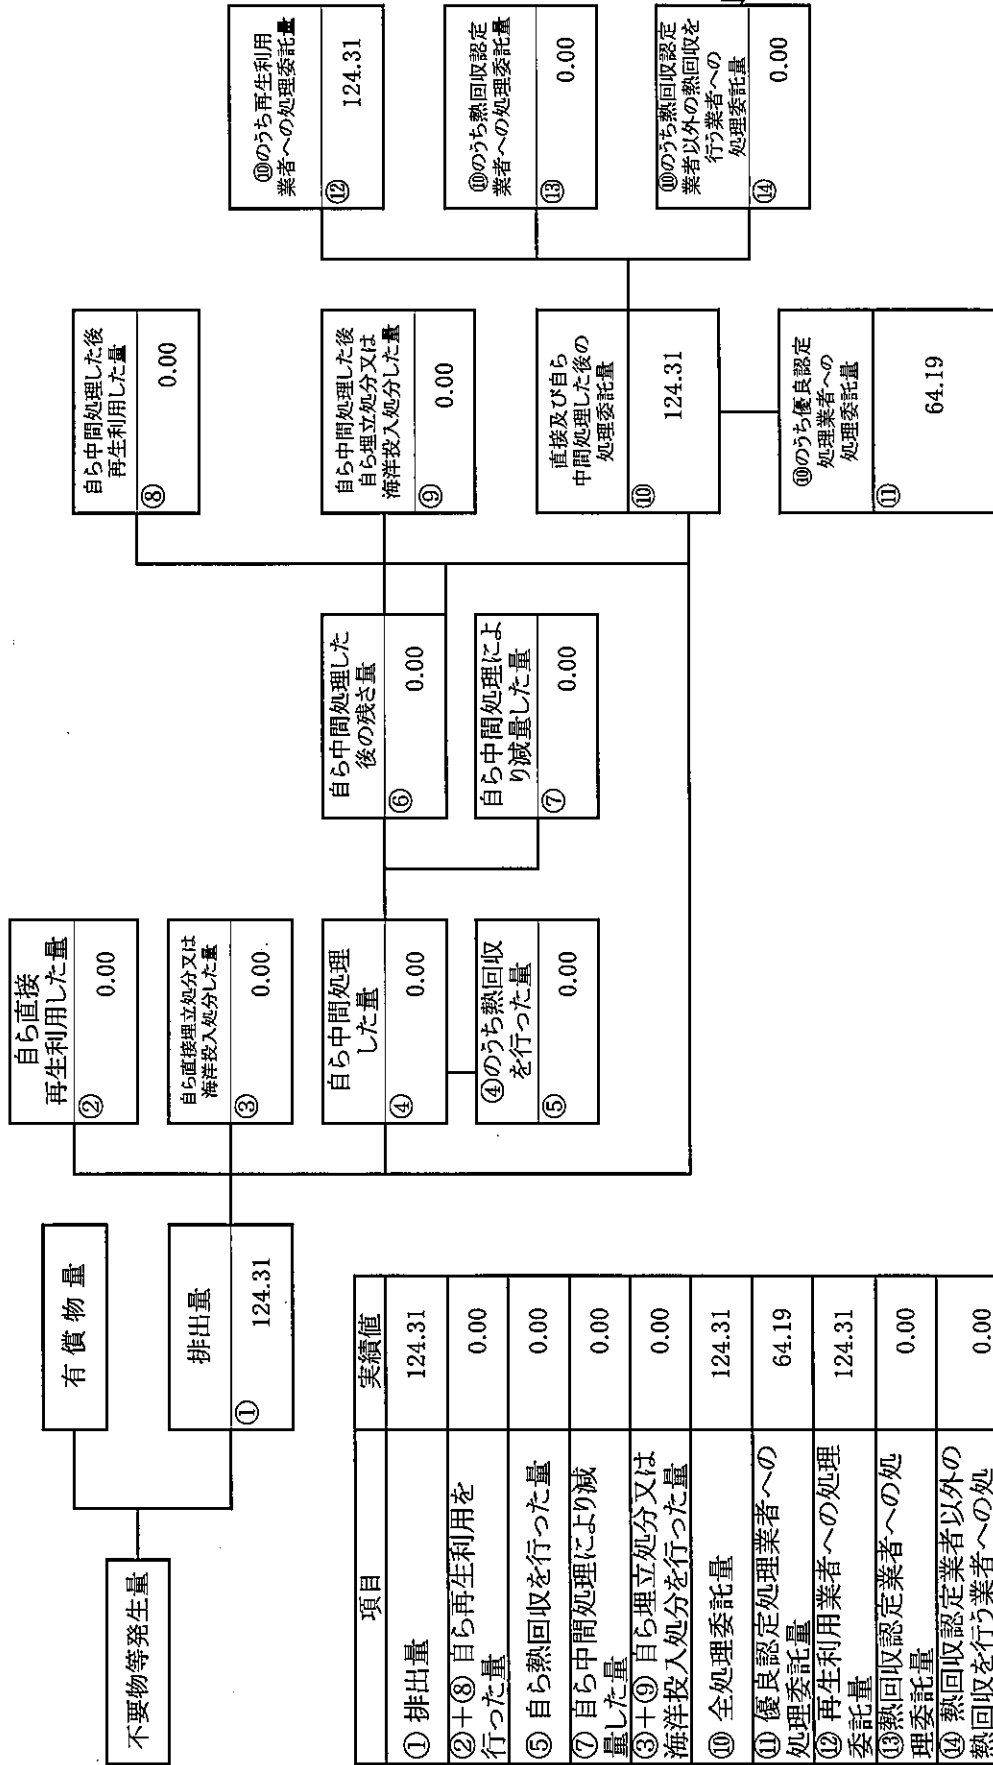 不要物等発生量
有償物量
排出量
①
124.31
自ら直接
再生利用した量
②
0.00
自ら直接埋立処分又は
海洋投入処分した量
③
0.00
自ら中間処理
した量
④
0.00
④のうち熱回収
を行った量
⑤
0.00
自ら中間処理した
後の残さ量
⑥
0.00
自ら中間処理によ
り減量した量
⑦
0.00
自ら中間処理した後
再生利用した量
⑧
0.00
自ら中間処理した後
自ら埋立処分又は
海洋投入処分した量
⑨
0.00
直接及び自ら
中間処理した後の
処理委託量
⑩
124.31
⑩のうち優良認定
処理業者への
処理委託量
⑪
64.19
⑩のうち再生利用
業者への処理委託量
⑫
124.31
⑩のうち熱回収認定
業者への処理委託量
⑬
0.00
⑩のうち熱回収認定
業者以外の熱回収を
行う業者への
処理委託量
⑭
0.00
項目 実績値
① 排出量 124.31
②+⑧ 自ら再生利用を
行った量 0.00
⑤ 自ら熱回収を行った量 0.00
⑦ 自ら中間処理により減
量した量 0.00
③+⑨ 自ら埋立処分又は
海洋投入処分を行った量 0.00
⑩ 全処理委託量 124.31
⑪ 優良認定処理業者への
処理委託量 64.19
⑫ 再生利用業者への処理
委託量 124.31
⑬熱回収認定業者への処
理委託量 0.00
⑭ 熱回収認定業者以外の
熱回収を行う業者への処 0.00